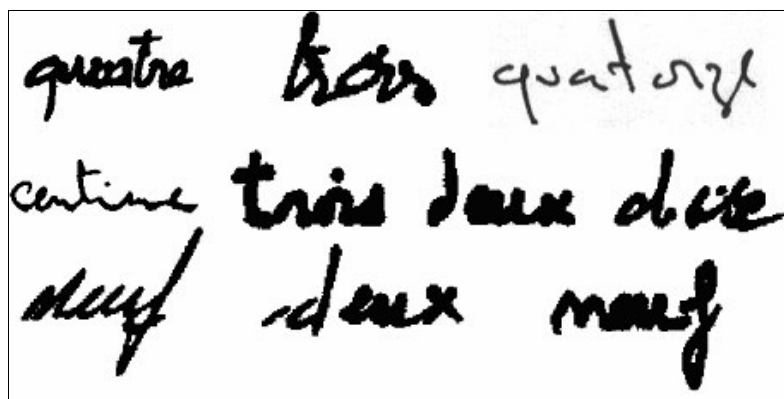 quatre trois quatorze
centime trois deux
neuf deux neuf